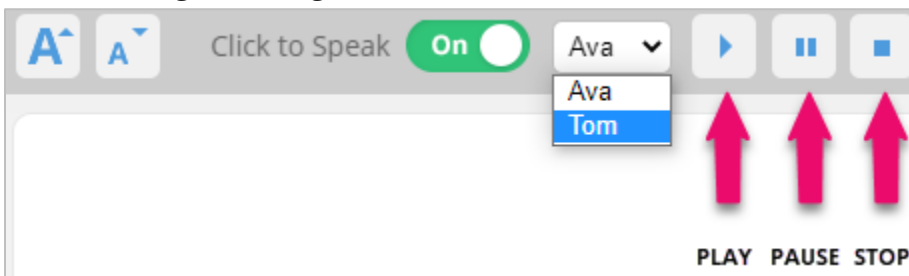 A A Click to Speak On Ava
Ava
Tom
PLAY PAUSE STOP